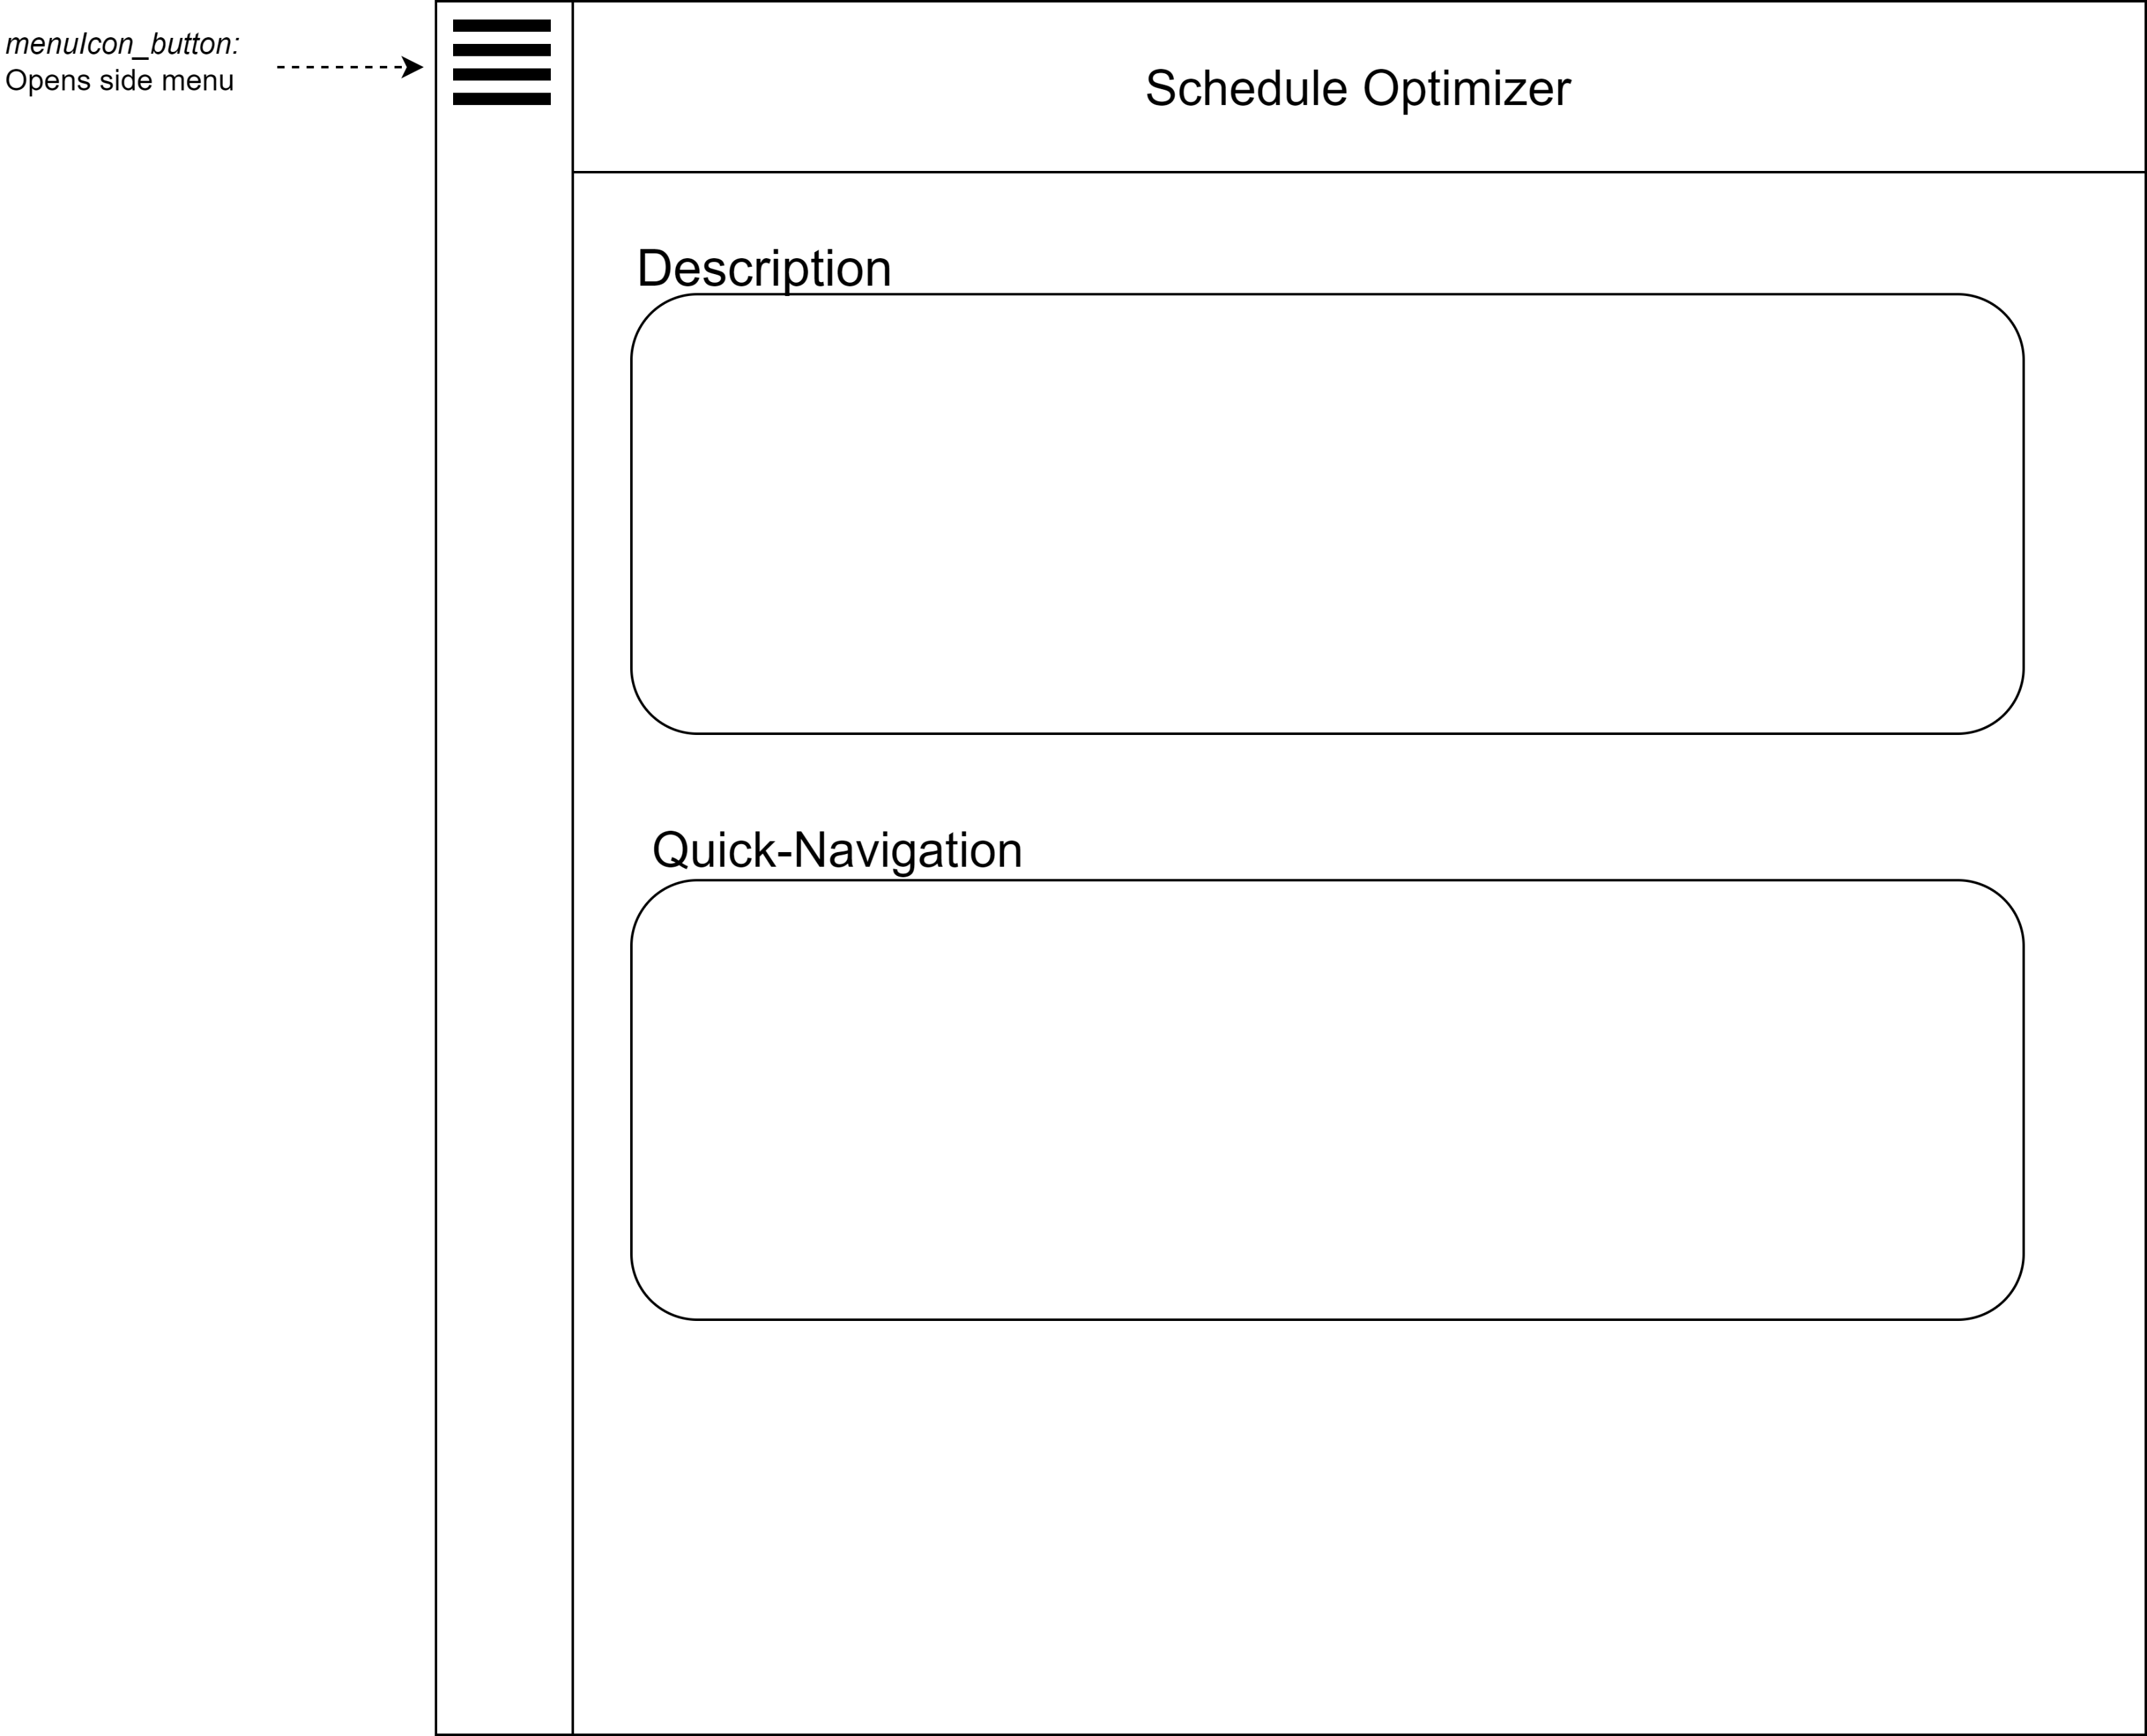 menuIcon_button:
Opens side menu
Schedule Optimizer
Description
Quick-Navigation